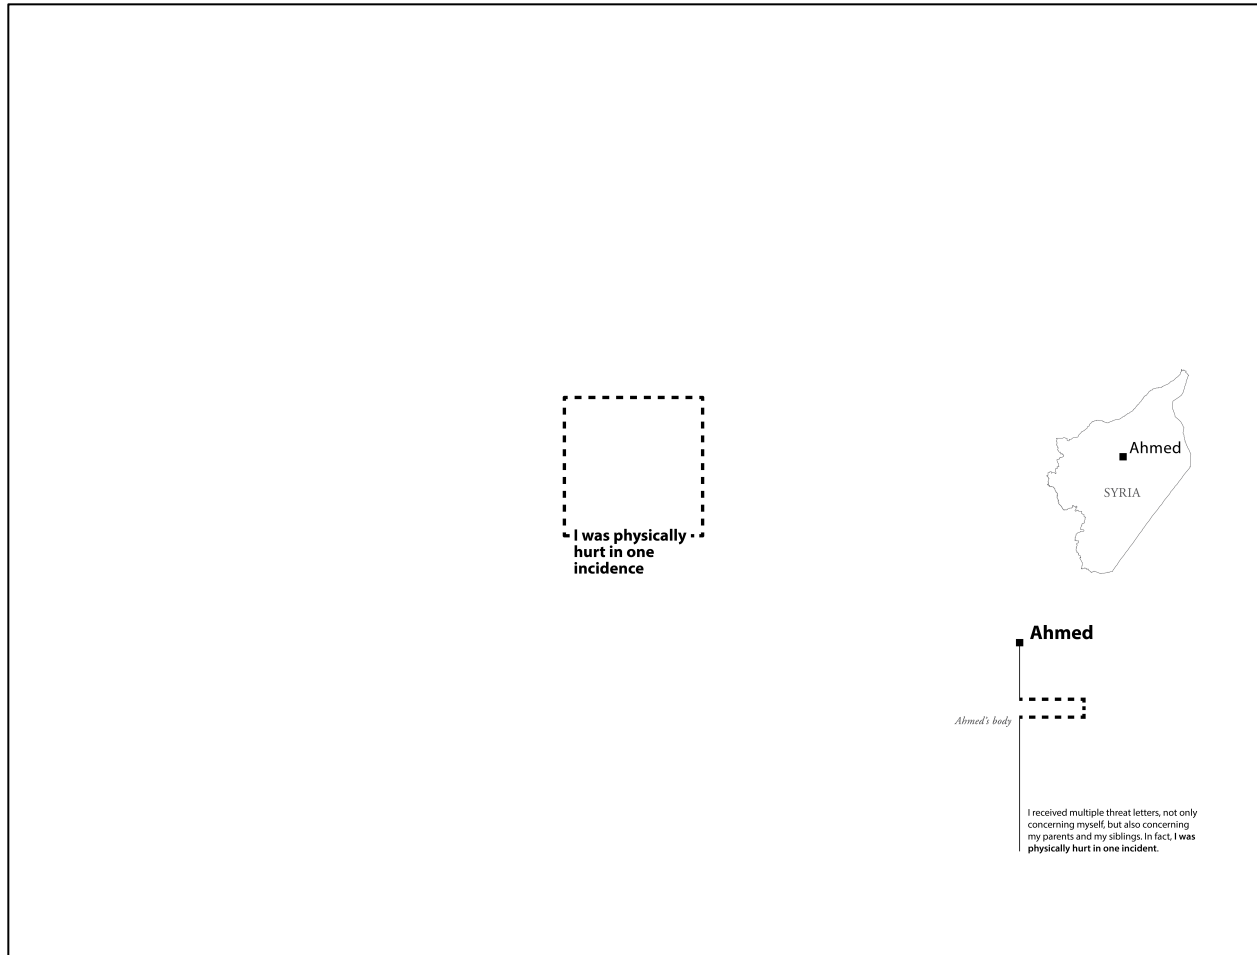 I was physically
hurt in one
incidence
Ahmed
SYRIA
Ahmed
Ahmed's body
I received multiple threat letters, not only
concerning myself, but also concerning
my parents and my siblings. In fact, I was
physically hurt in one incident.